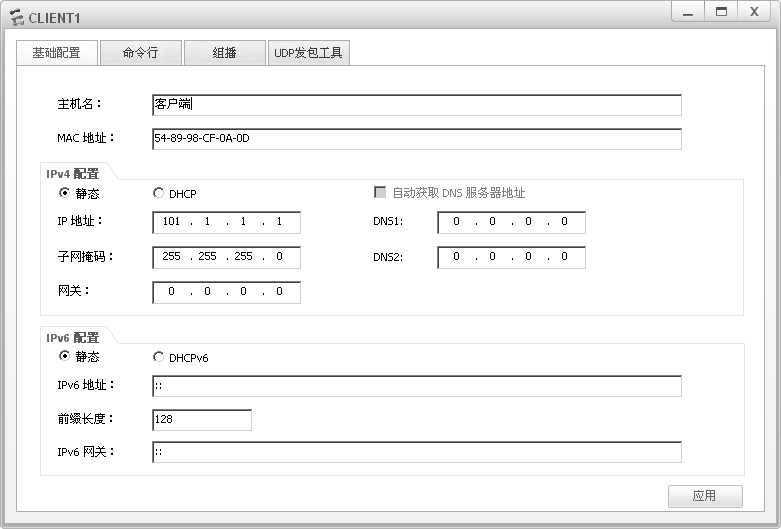 CLIENT1
基础配置 命令行 组播 UDP发包工具
主机名： 客户端
MAC 地址： 54-89-98-CF-0A-0D
IPv4 配置
静态 DHCP 自动获取 DNS 服务器地址
IP 地址： 101 . 1 . 1 . 1 DNS1: 0 . 0 . 0 . 0
子网掩码： 255 . 255 . 255 . 0 DNS2: 0 . 0 . 0 . 0
网关： 0 . 0 . 0 . 0
IPv6 配置
静态 DHCPv6
IPv6 地址： ::
前缀长度： 128
IPv6 网关： ::
应用